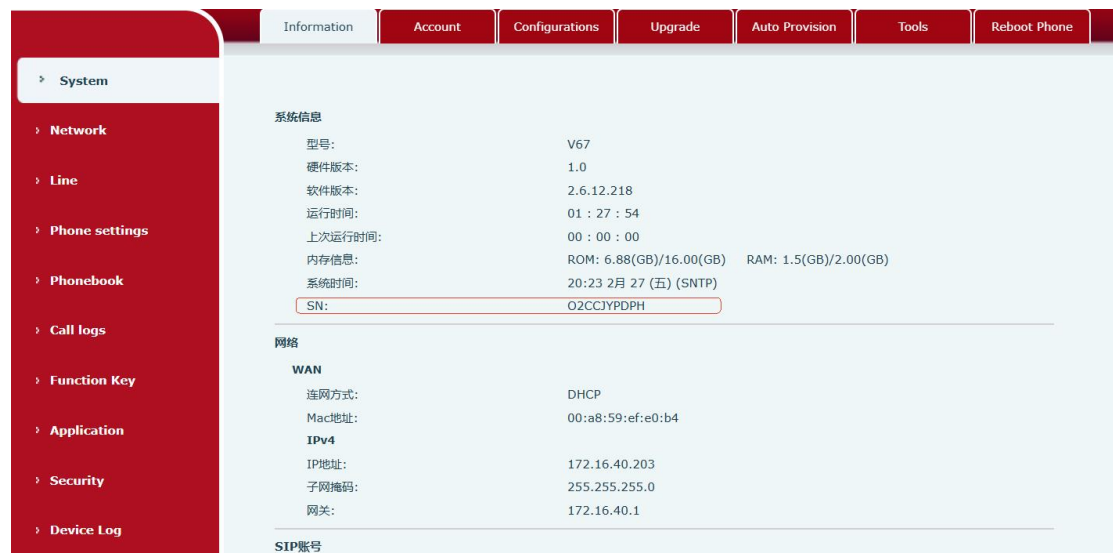 Information Account Configurations Upgrade Auto Provision Tools Reboot Phone
System
Network
Line
Phone settings
Phonebook
Call logs
Function Key
Application
Security
Device Log
系统信息
型号: V67
硬件版本: 1.0
软件版本: 2.6.12.218
运行时间: 01 : 27 : 54
上次运行时间: 00 : 00 : 00
内存信息: ROM: 6.88(GB)/16.00(GB) RAM: 1.5(GB)/2.00(GB)
系统时间: 20:23 2月 27 (五) (SNTP)
SN: O2CCJYPDPH
网络
WAN
连网方式: DHCP
Mac地址: 00:a8:59:ef:e0:b4
IPv4
IP地址: 172.16.40.203
子网掩码: 255.255.255.0
网关: 172.16.40.1
SIP账号